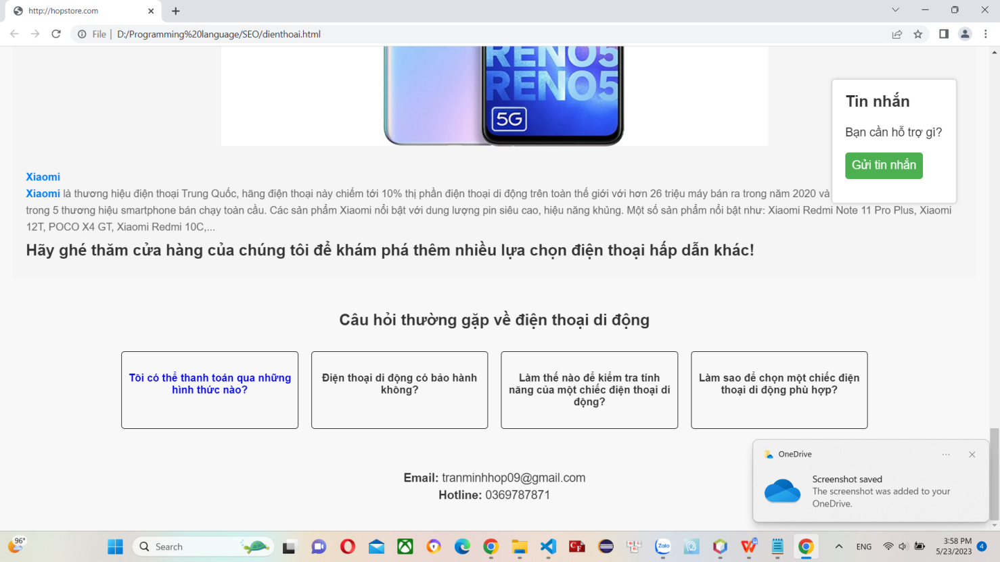 http://hopstore.com
File | D:/Programming%20language/SEO/dienthoai.html
RENO5
RENO5
5G
Tin nhắn
Bạn cần hỗ trợ gì?
Gửi tin nhắn
Xiaomi
Xiaomi là thương hiệu điện thoại Trung Quốc, hãng điện thoại này chiếm tới 10% thị phần điện thoại di động trên toàn thế giới với hơn 26 triệu máy bán ra trong năm 2020 và
trong 5 thương hiệu smartphone bán chạy toàn cầu. Các sản phẩm Xiaomi nổi bật với dung lượng pin siêu cao, hiệu năng khủng. Một số sản phẩm nổi bật như: Xiaomi Redmi Note 11 Pro Plus, Xiaomi
12T, POCO X4 GT, Xiaomi Redmi 10C,...
Hãy ghé thăm cửa hàng của chúng tôi để khám phá thêm nhiều lựa chọn điện thoại hấp dẫn khác!
Câu hỏi thường gặp về điện thoại di động
Tôi có thể thanh toán qua những
hình thức nào?
Điện thoại di động có bảo hành
không?
Làm thế nào để kiểm tra tính
năng của một chiếc điện thoại di
động?
Làm sao để chọn một chiếc điện
thoại di động phù hợp?
Email: tranminhhop09@gmail.com
Hotline: 0369787871
OneDrive
Screenshot saved
The screenshot was added to your
OneDrive.
96°
Search
Zalo
ENG
3:58 PM
5/23/2023
4